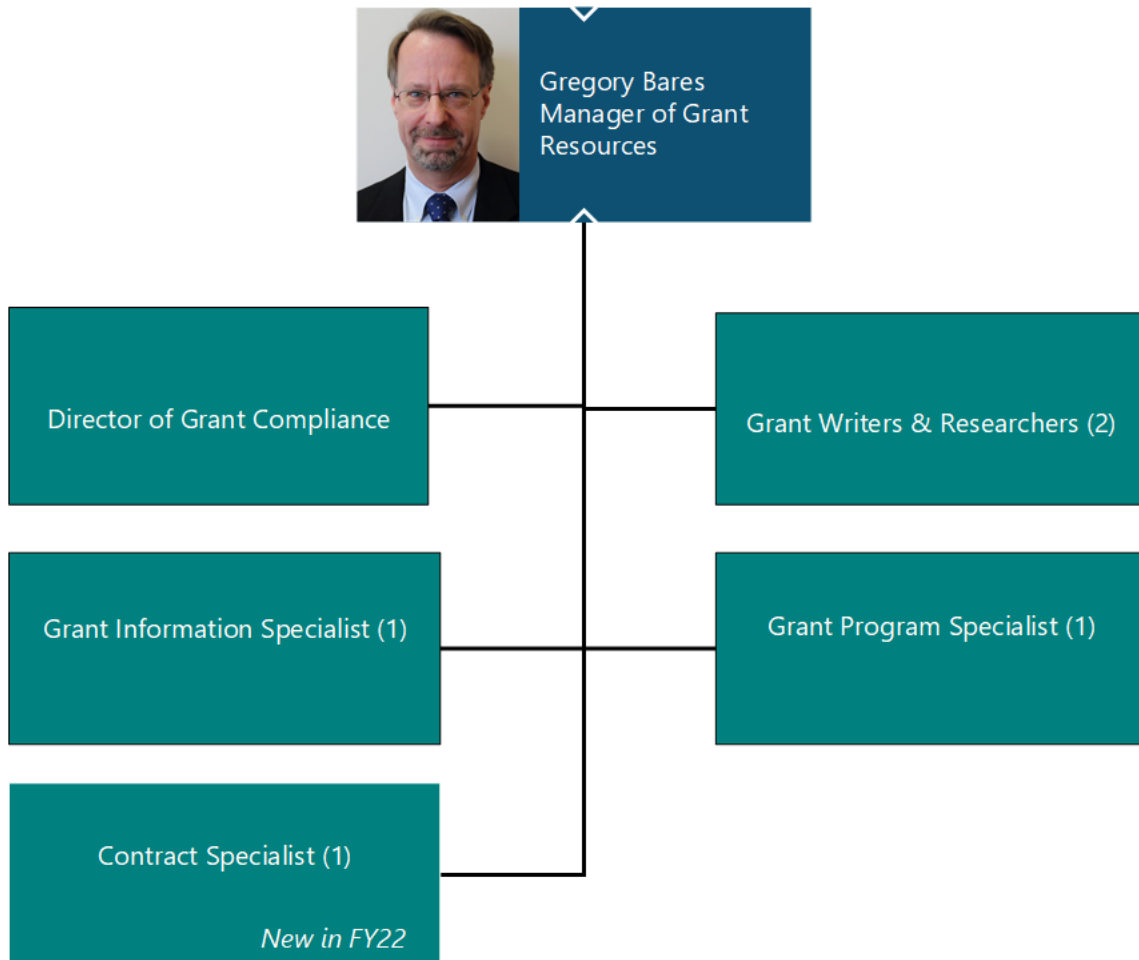 Gregory Bares
Manager of Grant
Resources
Director of Grant Compliance
Grant Writers & Researchers (2)
Grant Information Specialist (1)
Grant Program Specialist (1)
Contract Specialist (1)
New in FY22